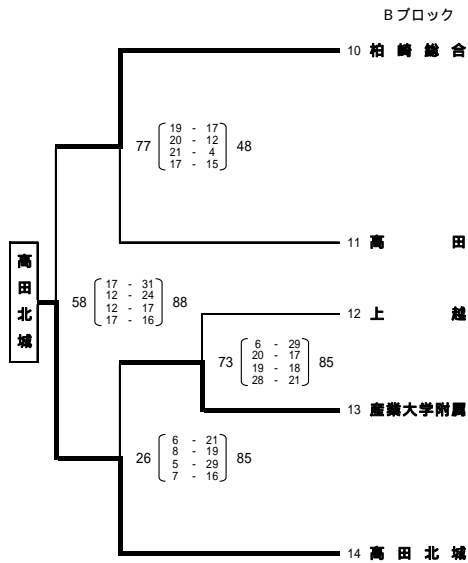 Bブロック
10 柏崎総合
77 19 - 17 48
20 - 12
21 - 4
17 - 15
11 高田
高田北城
58 17 - 31 88
12 - 24
12 - 17
17 - 16
12 上越
73 6 - 29 85
20 - 17
19 - 18
28 - 21
13 産業大学附属
26 6 - 21 85
8 - 19
5 - 29
7 - 16
14 高田北城